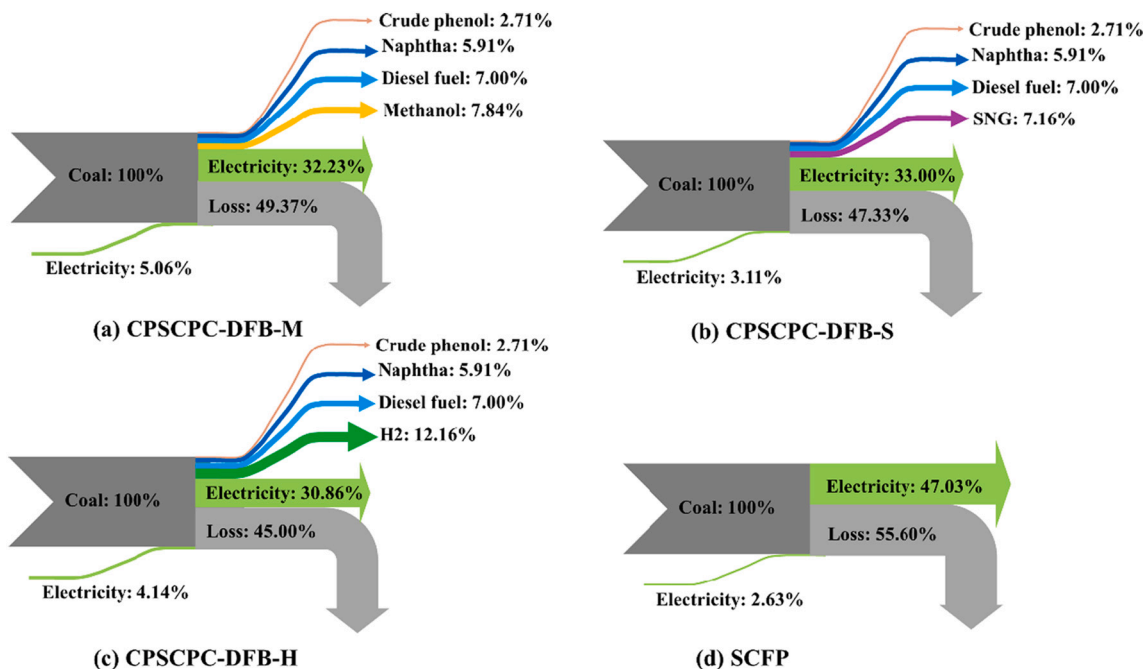 Crude phenol: 2.71%
Naphtha: 5.91%
Diesel fuel: 7.00%
Methanol: 7.84%
Coal: 100%
Electricity: 32.23%
Loss: 49.37%
Electricity: 5.06%
(a) CPSCPC-DFB-M
Crude phenol: 2.71%
Naphtha: 5.91%
Diesel fuel: 7.00%
SNG: 7.16%
Coal: 100%
Electricity: 33.00%
Loss: 47.33%
Electricity: 3.11%
(b) CPSCPC-DFB-S
Crude phenol: 2.71%
Naphtha: 5.91%
Diesel fuel: 7.00%
H2: 12.16%
Coal: 100%
Electricity: 30.86%
Loss: 45.00%
Electricity: 4.14%
(c) CPSCPC-DFB-H
Coal: 100%
Electricity: 47.03%
Loss: 55.60%
Electricity: 2.63%
(d) SCFP